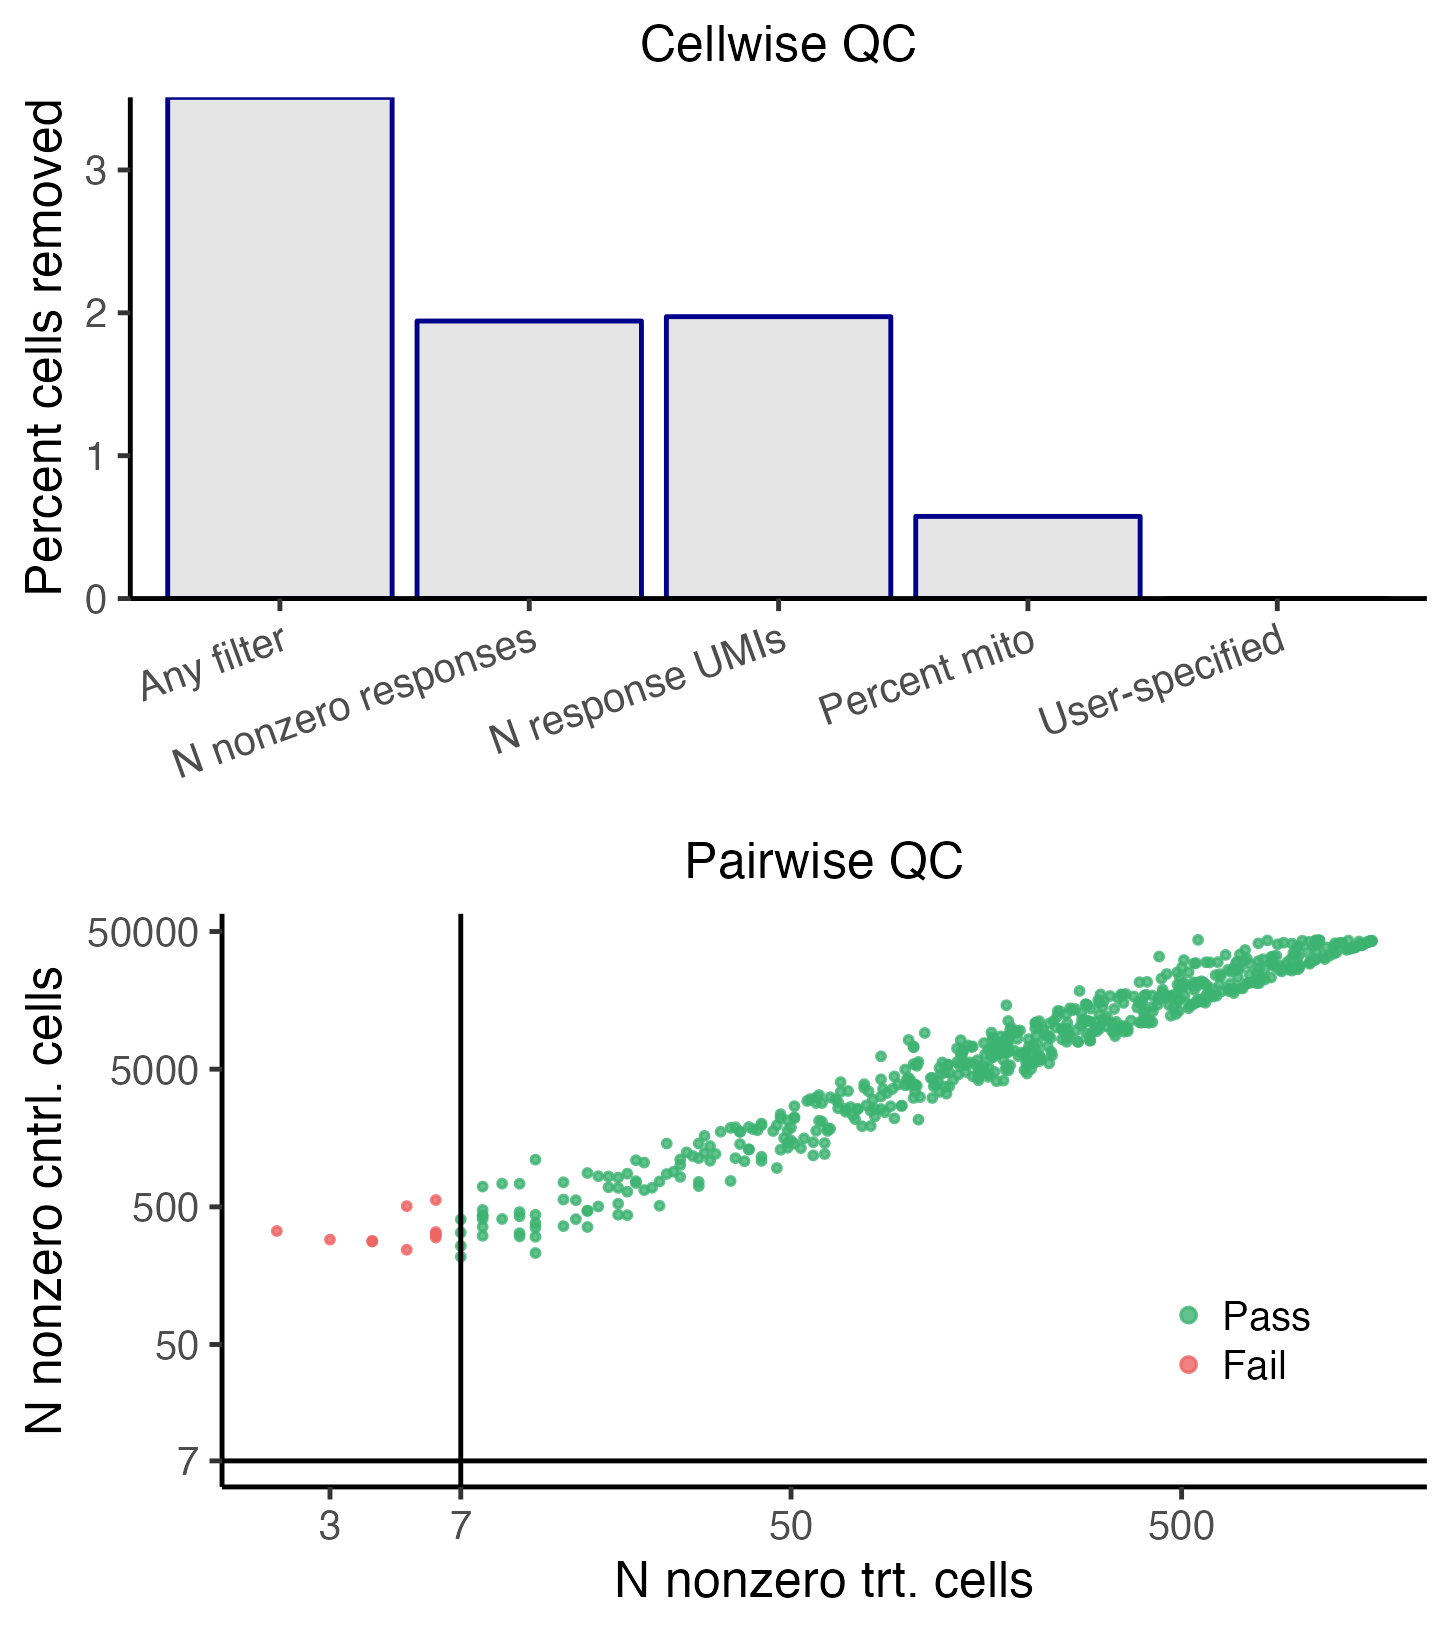 Cellwise QC
Percent cells removed
3
2
1
0
Any filter
N nonzero responses
N response UMIs
Percent mito
User-specified
Pairwise QC
N nonzero cntrl. cells
50000
5000
500
50
7
Pass
Fail
3
7
50
500
N nonzero trt. cells